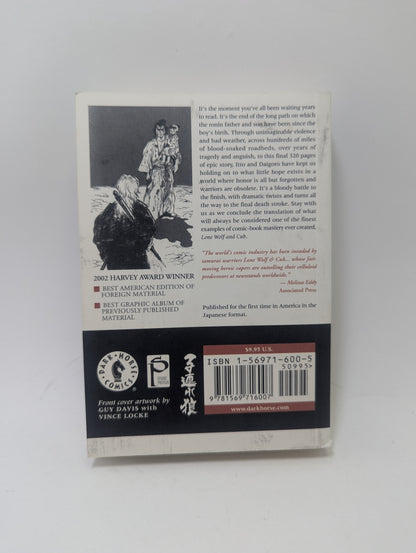 It's the moment you've all been waiting years
to read. It's the end of the long path on which
the ronin father and son have been since the
boy's birth. Through unimaginable violence
and bad weather, across hundreds of miles
of blood-soaked roadbeds, over years of
tragedy and anguish, to this final 320 pages
of epic story, Itto and Daigoro have kept us
holding on to what little hope exists in a
world where honor is all but forgotten and
warriors are obsolete. It's a bloody battle to
the finish, with dramatic twists and turns all
the way to the final death stroke. Stay with
us as we conclude the translation of what
will always be considered one of the finest
examples of comic-book mastery ever created,
Lone Wolf and Cub.
"The world's comic industry has been invaded by
samurai warriors Lone Wolf & Cub... whose fast-
moving heroic capers are outselling their celluloid
predecessors at newsstands worldwide."
— Melissa Eddy
Associated Press
Published for the first time in America in the
Japanese format.
2002 HARVEY AWARD WINNER
BEST AMERICAN EDITION OF
FOREIGN MATERIAL
BEST GRAPHIC ALBUM OF
PREVIOUSLY PUBLISHED
MATERIAL
DARK HORSE
COMICS
子連れ狼
Front cover artwork by
GUY DAVIS with
VINCE LOCKE
$9.95 U.S.
ISBN 1-56971-600-5
50995>
9 781569 716007
www.darkhorse.com